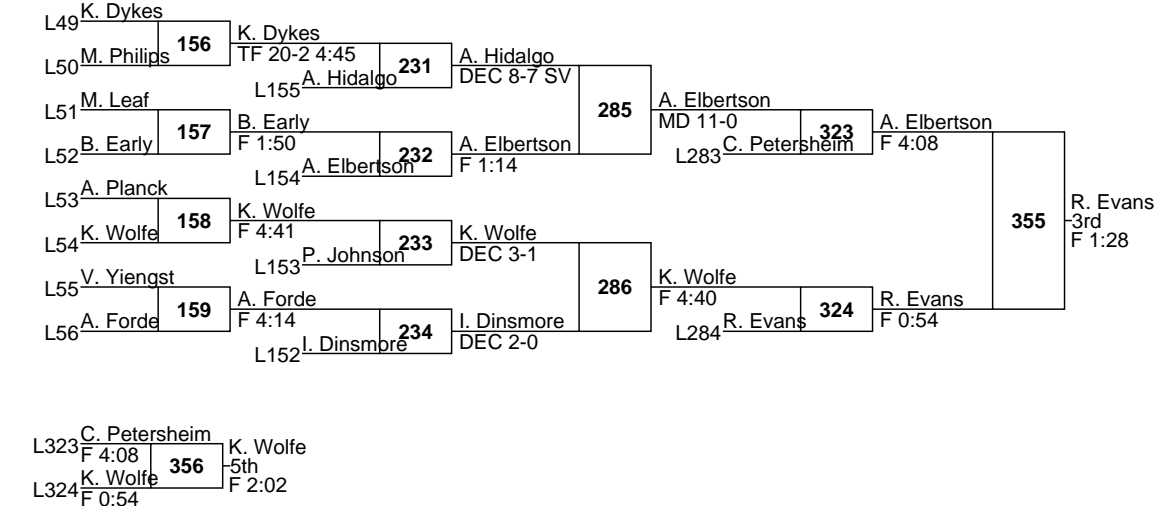 K. Dykes
L49
156
K. Dykes
TF 20-2 4:45
M. Philips
L50
231
A. Hidalgo
DEC 8-7 SV
A. Hidalgo
L155
M. Leaf
L51
157
B. Early
F 1:50
B. Early
L52
285
A. Elbertson
MD 11-0
232
A. Elbertson
F 1:14
A. Elbertson
L154
323
A. Elbertson
F 4:08
C. Petersheim
L283
A. Planck
L53
158
K. Wolfe
F 4:41
K. Wolfe
L54
233
K. Wolfe
DEC 3-1
P. Johnson
L153
355
R. Evans
3rd
F 1:28
V. Yiengst
L55
159
A. Forde
F 4:14
A. Forde
L56
286
K. Wolfe
F 4:40
234
I. Dinsmore
DEC 2-0
I. Dinsmore
L152
324
R. Evans
F 0:54
R. Evans
L284
C. Petersheim
L323
F 4:08
356
K. Wolfe
5th
F 2:02
K. Wolfe
L324
F 0:54